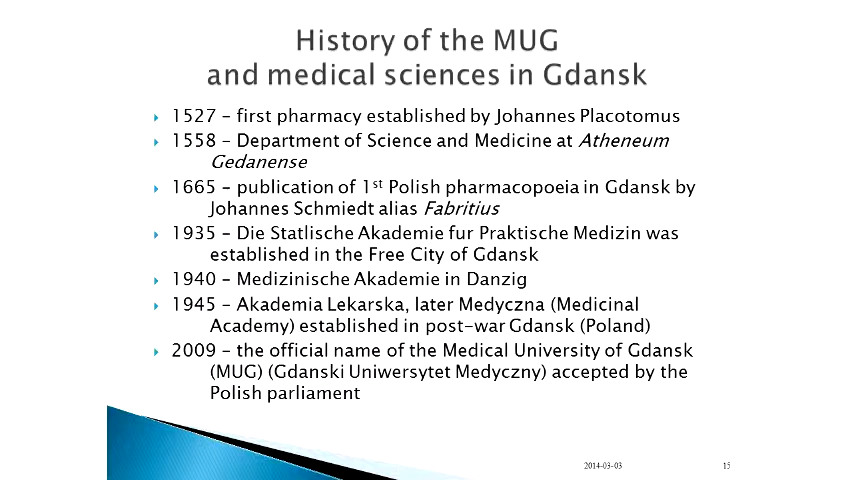 History of the MUG
and medical sciences in Gdansk
1527 – first pharmacy established by Johannes Placotomus
1558 – Department of Science and Medicine at Atheneum
Gedanense
1665 – publication of 1st Polish pharmacopoeia in Gdansk by
Johannes Schmiedt alias Fabritius
1935 – Die Statlische Akademie fur Praktische Medizin was
established in the Free City of Gdansk
1940 – Medizinische Akademie in Danzig
1945 – Akademia Lekarska, later Medyczna (Medicinal
Academy) established in post-war Gdansk (Poland)
2009 – the official name of the Medical University of Gdansk
(MUG) (Gdanski Uniwersytet Medyczny) accepted by the
Polish parliament
2014-03-03
15